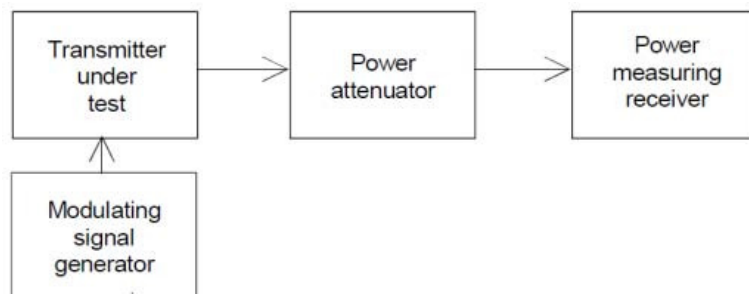 Transmitter
under
test
Power
attenuator
Power
measuring
receiver
Modulating
signal
generator